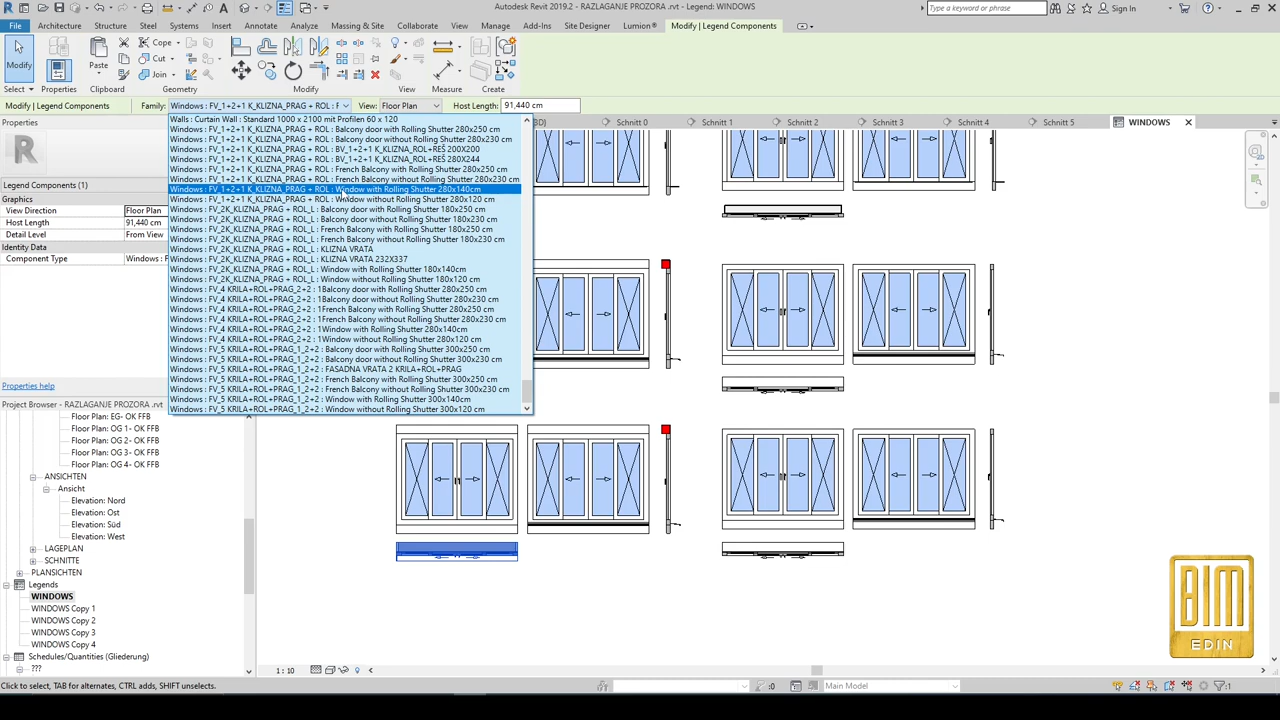 Autodesk Revit 2019.2 - RAZLAGANJE PROZORA .rvt - Legend: WINDOWS
Type a keyword or phrase
Sign In
File Architecture Structure Steel Systems Insert Annotate Analyze Massing & Site Collaborate View Manage Add-Ins Site Designer Lumion® Modify | Legend Components
Modify Paste Cope Cut Join
Select Properties Clipboard Geometry Modify View Measure Create
Modify | Legend Components Family: Windows : FV_1+2+1 K_KLIZNA_PRAG + ROL : F View: Floor Plan Host Length: 91,440 cm
Properties
(3D) Schnitt 0 Schnitt 1 Schnitt 2 Schnitt 3 Schnitt 4 Schnitt 5 WINDOWS
Walls : Curtain Wall : Standard 1000 x 2100 mit Profilen 60 x 120
Windows : FV_1+2+1 K_KLIZNA_PRAG + ROL : Balcony door with Rolling Shutter 280x250 cm
Windows : FV_1+2+1 K_KLIZNA_PRAG + ROL : Balcony door without Rolling Shutter 280x230 cm
Windows : FV_1+2+1 K_KLIZNA_PRAG + ROL : BV_1+2+1 K_KLIZNA_ROL+REŠ 200X200
Windows : FV_1+2+1 K_KLIZNA_PRAG + ROL : BV_1+2+1 K_KLIZNA_ROL+REŠ 280X244
Windows : FV_1+2+1 K_KLIZNA_PRAG + ROL : French Balcony with Rolling Shutter 280x250 cm
Windows : FV_1+2+1 K_KLIZNA_PRAG + ROL : French Balcony without Rolling Shutter 280x230 cm
Windows : FV_1+2+1 K_KLIZNA_PRAG + ROL : Window with Rolling Shutter 280x140cm
Windows : FV_1+2+1 K_KLIZNA_PRAG + ROL : Window without Rolling Shutter 280x120 cm
Windows : FV_2K_KLIZNA_PRAG + ROL_L : Balcony door with Rolling Shutter 180x250 cm
Windows : FV_2K_KLIZNA_PRAG + ROL_L : Balcony door without Rolling Shutter 180x230 cm
Windows : FV_2K_KLIZNA_PRAG + ROL_L : French Balcony with Rolling Shutter 180x250 cm
Windows : FV_2K_KLIZNA_PRAG + ROL_L : French Balcony without Rolling Shutter 180x230 cm
Windows : FV_2K_KLIZNA_PRAG + ROL_L : KLIZNA VRATA
Windows : FV_2K_KLIZNA_PRAG + ROL_L : KLIZNA VRATA 232X337
Windows : FV_2K_KLIZNA_PRAG + ROL_L : Window with Rolling Shutter 180x140cm
Windows : FV_2K_KLIZNA_PRAG + ROL_L : Window without Rolling Shutter 180x120 cm
Windows : FV_4 KRILA+ROL+PRAG_2+2 : 1Balcony door with Rolling Shutter 280x250 cm
Windows : FV_4 KRILA+ROL+PRAG_2+2 : 1Balcony door without Rolling Shutter 280x230 cm
Windows : FV_4 KRILA+ROL+PRAG_2+2 : 1French Balcony with Rolling Shutter 280x250 cm
Windows : FV_4 KRILA+ROL+PRAG_2+2 : 1French Balcony without Rolling Shutter 280x230 cm
Windows : FV_4 KRILA+ROL+PRAG_2+2 : 1Window with Rolling Shutter 280x140cm
Windows : FV_4 KRILA+ROL+PRAG_2+2 : 1Window without Rolling Shutter 280x120 cm
Windows : FV_5 KRILA+ROL+PRAG_1_2+2 : Balcony door with Rolling Shutter 300x250 cm
Windows : FV_5 KRILA+ROL+PRAG_1_2+2 : Balcony door without Rolling Shutter 300x230 cm
Windows : FV_5 KRILA+ROL+PRAG_1_2+2 : FASADNA VRATA 2 KRILA+ROL+PRAG
Windows : FV_5 KRILA+ROL+PRAG_1_2+2 : French Balcony with Rolling Shutter 300x250 cm
Windows : FV_5 KRILA+ROL+PRAG_1_2+2 : French Balcony without Rolling Shutter 300x230 cm
Windows : FV_5 KRILA+ROL+PRAG_1_2+2 : Window with Rolling Shutter 300x140cm
Windows : FV_5 KRILA+ROL+PRAG_1_2+2 : Window without Rolling Shutter 300x120 cm
Legend Components (1)
Graphics
View Direction Floor Plan
Host Length 91,440 cm
Detail Level From View
Identity Data
Component Type Windows : F
Properties help
Project Browser - RAZLAGANJE PROZORA .rvt
Floor Plan: EG- OK FFB
Floor Plan: OG 1- OK FFB
Floor Plan: OG 2- OK FFB
Floor Plan: OG 3- OK FFB
Floor Plan: OG 4- OK FFB
ANSICHTEN
Ansicht
Elevation: Nord
Elevation: Ost
Elevation: Süd
Elevation: West
LAGEPLAN
SCHNITTE
PLANSICHTEN
Legends
WINDOWS
WINDOWS Copy 1
WINDOWS Copy 2
WINDOWS Copy 3
WINDOWS Copy 4
Schedules/Quantities (Gliederung)
???
BIM
EDIN
1 : 10
Click to select, TAB for alternates, CTRL adds, SHIFT unselects.
:0
Main Model
:1